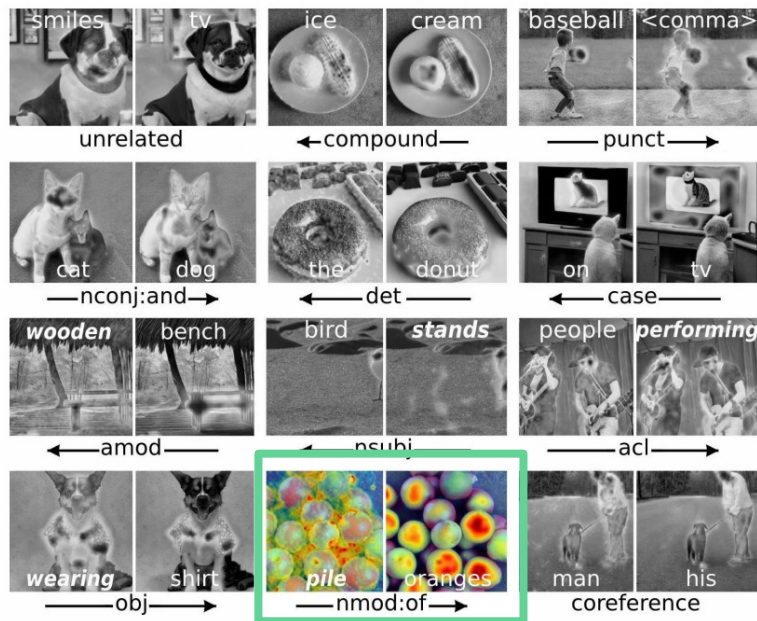 smiles tv ice cream baseball <comma>
unrelated compound punct
cat dog the donut on tv
nconj:and det case
wooden bench bird stands people performing
amod nsubj acl
wearing shirt pile oranges man his
obj nmod:of coreference